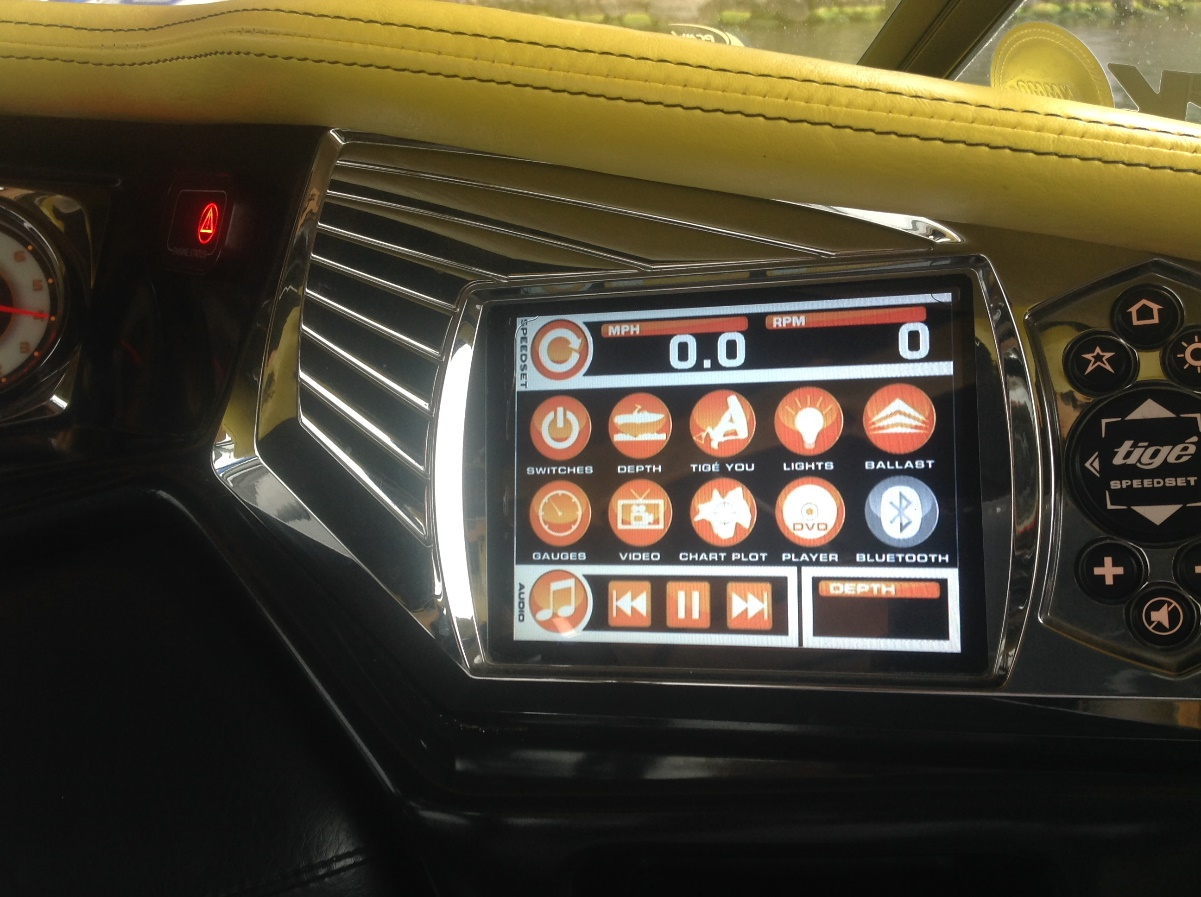 SPEEDSET
MPH
0.0
RPM
0
SWITCHES
DEPTH
TIGÉ YOU
LIGHTS
BALLAST
DVD
GAUGES
VIDEO
CHART PLOT
PLAYER
BLUETOOTH
AUDIO
DEPTH
tigé
SPEEDSET
6